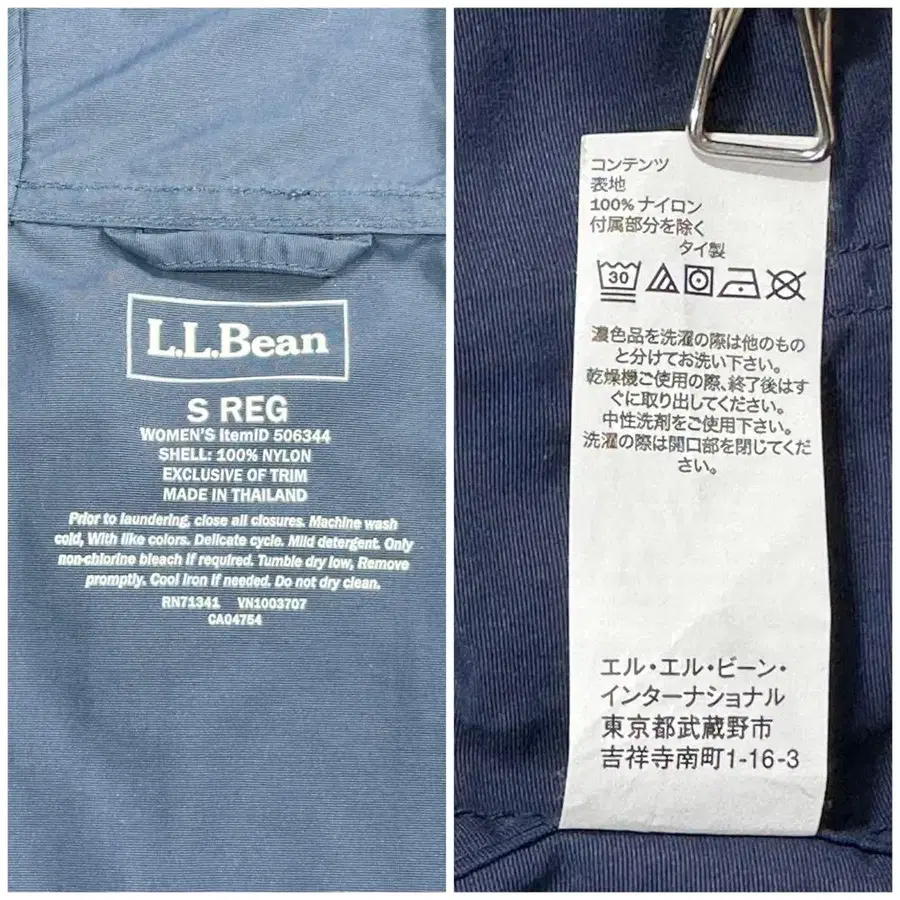 L.L.Bean
S REG
WOMEN'S ItemID 506344
SHELL: 100% NYLON
EXCLUSIVE OF TRIM
MADE IN THAILAND
Prior to laundering, close all closures. Machine wash
cold, With like colors. Delicate cycle. Mild detergent. Only
non-chlorine bleach if required. Tumble dry low, Remove
promptly. Cool Iron if needed. Do not dry clean.
RN71341 VN1003707
CA04754
コンテンツ
表地
100% ナイロン
付属部分を除く
タイ製
30
濃色品を洗濯の際は他のもの
と分けてお洗い下さい。
乾燥機ご使用の際、終了後はす
ぐに取り出してください。
中性洗剤をご使用下さい。
洗濯の際は開口部を閉じてくだ
さい。
エル・エル・ビーン・
インターナショナル
東京都武蔵野市
吉祥寺南町1-16-3